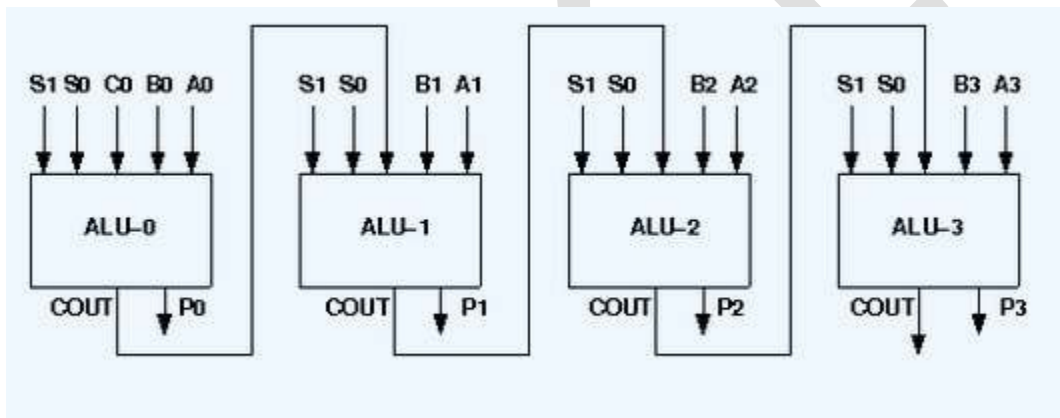 S1 S0 C0 B0 A0 S1 S0 B1 A1 S1 S0 B2 A2 S1 S0 B3 A3
ALU-0 ALU-1 ALU-2 ALU-3
COUT P0 COUT P1 COUT P2 COUT P3